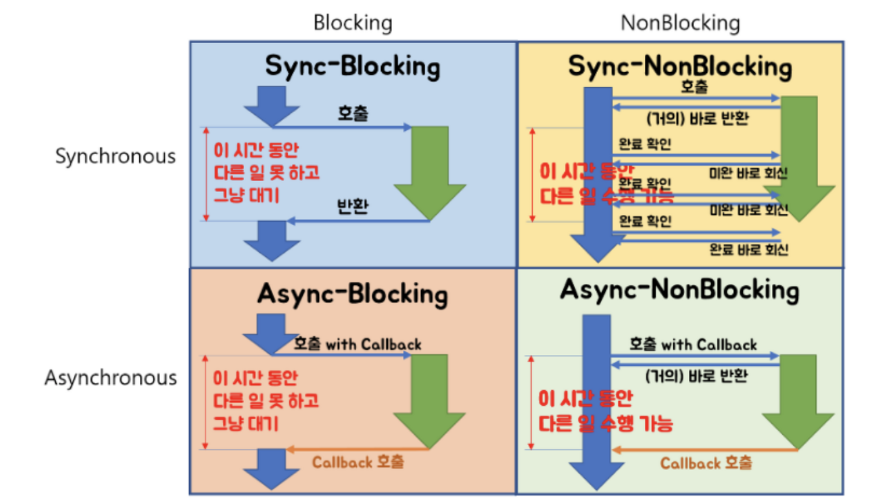 Blocking
NonBlocking
Synchronous
Sync-Blocking
호출
이 시간 동안
다른 일 못 하고
그냥 대기
반환
Sync-NonBlocking
호출
(거의) 바로 반환
완료 확인
미완 바로 회신
이 시간 동안
다른 일 수행 가능
완료 확인
미완 바로 회신
완료 확인
완료 바로 회신
Asynchronous
Async-Blocking
호출 with Callback
이 시간 동안
다른 일 못 하고
그냥 대기
Callback 호출
Async-NonBlocking
호출 with Callback
(거의) 바로 반환
이 시간 동안
다른 일 수행 가능
Callback 호출